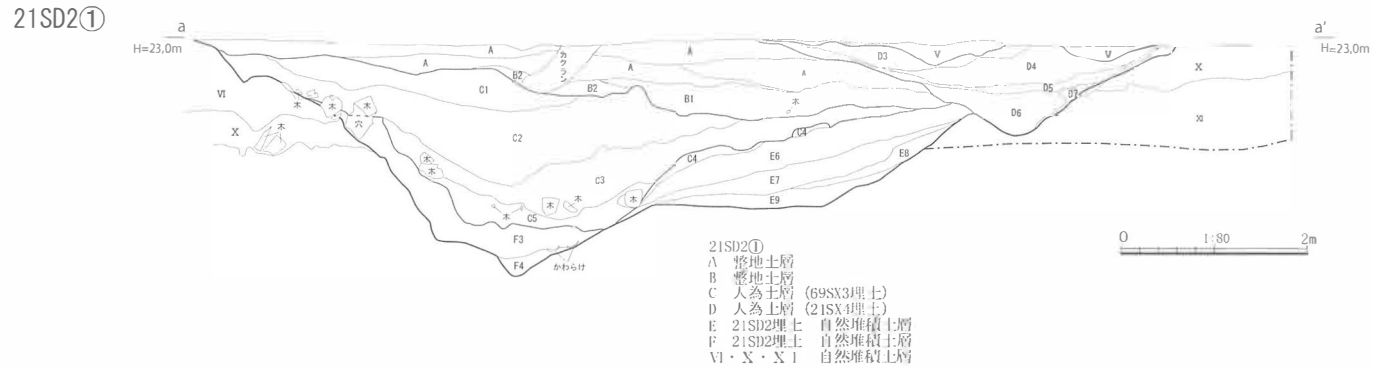 21SD2①
a
a'
H=23,0m
H=23,0m
A
A
D3
V
D4
V
A
カクラン
A
B2
A
X
C1
B2
B1
D5
D7
VI
木
木
木
木
D6
XI
穴
X
木
C2
C4
C4
E6
E8
木
C3
E7
木
木
木
E9
木
C5
F3
F4
かわらけ
21SD2①
A 整地土層
B 整地土層
C 人為土層 (69SX3埋土)
D 人為土層 (21SX4埋土)
E 21SD2埋土 自然堆積土層
F 21SD2埋土 自然堆積土層
VI・X・XI 自然堆積土層
0 1:80 2m